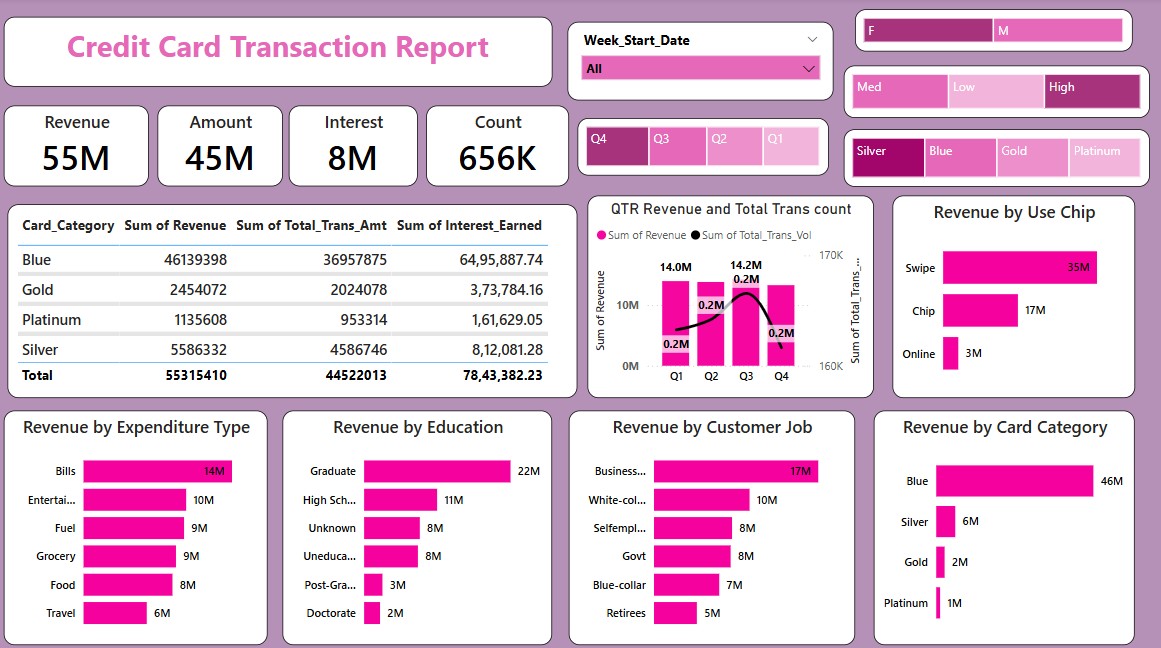 Credit Card Transaction Report
Week_Start_Date
All
F M
Med Low High
Q4 Q3 Q2 Q1
Silver Blue Gold Platinum
Revenue
55M
Amount
45M
Interest
8M
Count
656K
Card_Category Sum of Revenue Sum of Total_Trans_Amt Sum of Interest_Earned
Blue 46139398 36957875 64,95,887.74
Gold 2454072 2024078 3,73,784.16
Platinum 1135608 953314 1,61,629.05
Silver 5586332 4586746 8,12,081.28
Total 55315410 44522013 78,43,382.23
QTR Revenue and Total Trans count
Sum of Revenue Sum of Total_Trans_Vol
Sum of Revenue
10M
0M
14.0M
14.2M
0.2M
0.2M
0.2M
0.2M
170K
160K
Sum of Total_Trans_...
Q1 Q2 Q3 Q4
Revenue by Use Chip
Swipe 35M
Chip 17M
Online 3M
Revenue by Expenditure Type
Bills 14M
Entertai... 10M
Fuel 9M
Grocery 9M
Food 8M
Travel 6M
Revenue by Education
Graduate 22M
High Sch... 11M
Unknown 8M
Uneduca... 8M
Post-Gra... 3M
Doctorate 2M
Revenue by Customer Job
Business... 17M
White-col... 10M
Selfempl... 8M
Govt 8M
Blue-collar 7M
Retirees 5M
Revenue by Card Category
Blue 46M
Silver 6M
Gold 2M
Platinum 1M